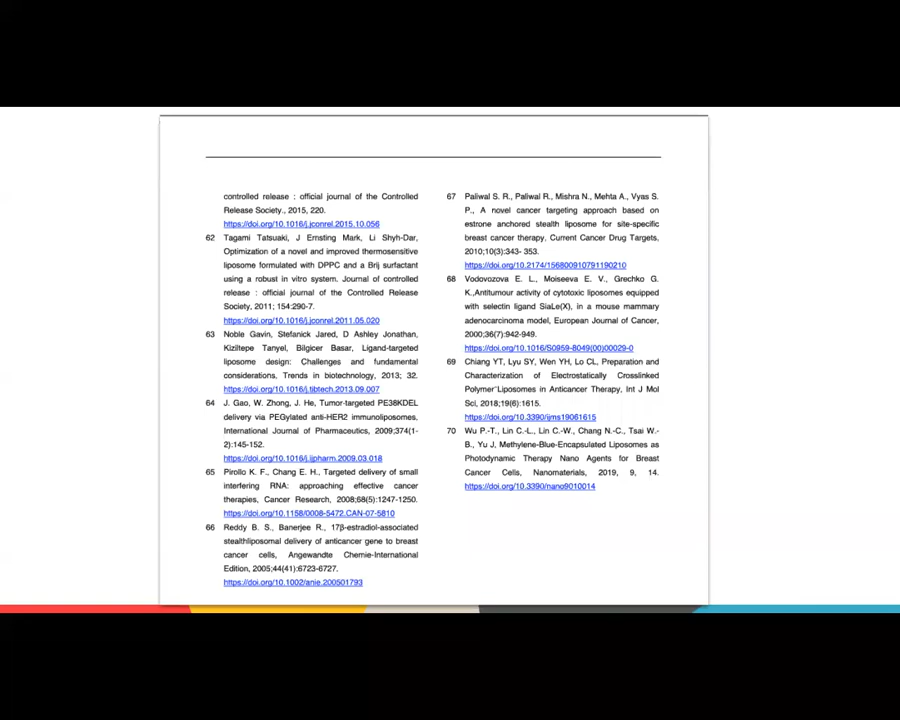 controlled release : official journal of the Controlled
Release Society., 2015, 220.
https://doi.org/10.1016/j.jconrel.2015.10.056
62 Tagami Tatsuaki, J Ernsting Mark, Li Shyh-Dar,
Optimization of a novel and improved thermosensitive
liposome formulated with DPPC and a Brij surfactant
using a robust in vitro system. Journal of controlled
release : official journal of the Controlled Release
Society, 2011; 154:290-7.
https://doi.org/10.1016/j.jconrel.2011.05.020
63 Noble Gavin, Stefanick Jared, D Ashley Jonathan,
Kiziltepe Tanyel, Bilgicer Basar, Ligand-targeted
liposome design: Challenges and fundamental
considerations. Trends in biotechnology, 2013; 32.
https://doi.org/10.1016/j.tibtech.2013.09.007
64 J. Gao, W. Zhong, J. He, Tumor-targeted PE38KDEL
delivery via PEGylated anti-HER2 immunoliposomes,
International Journal of Pharmaceutics, 2009;374(1-
2):145-152.
https://doi.org/10.1016/j.ijpharm.2009.03.018
65 Pirollo K. F., Chang E. H., Targeted delivery of small
interfering RNA: approaching effective cancer
therapies, Cancer Research, 2008;68(5):1247-1250.
https://doi.org/10.1158/0008-5472.CAN-07-5810
66 Reddy B. S., Banerjee R., 17β-estradiol-associated
stealthliposomal delivery of anticancer gene to breast
cancer cells, Angewandte Chemie-International
Edition, 2005;44(41):6723-6727.
https://doi.org/10.1002/anie.200501793
67 Paliwal S. R., Paliwal R., Mishra N., Mehta A., Vyas S.
P., A novel cancer targeting approach based on
estrone anchored stealth liposome for site-specific
breast cancer therapy, Current Cancer Drug Targets,
2010;10(3):343- 353.
https://doi.org/10.2174/156800910791190210
68 Vodovozova E. L., Moiseeva E. V., Grechko G.
K.,Antitumour activity of cytotoxic liposomes equipped
with selectin ligand SiaLe(X), in a mouse mammary
adenocarcinoma model, European Journal of Cancer,
2000;36(7):942-949.
https://doi.org/10.1016/S0959-8049(00)00029-0
69 Chiang YT, Lyu SY, Wen YH, Lo CL, Preparation and
Characterization of Electrostatically Crosslinked
Polymer⁻Liposomes in Anticancer Therapy, Int J Mol
Sci, 2018;19(6):1615.
https://doi.org/10.3390/ijms19061615
70 Wu P.-T., Lin C.-L., Lin C.-W., Chang N.-C., Tsai W.-
B., Yu J, Methylene-Blue-Encapsulated Liposomes as
Photodynamic Therapy Nano Agents for Breast
Cancer Cells, Nanomaterials, 2019, 9, 14.
https://doi.org/10.3390/nano9010014